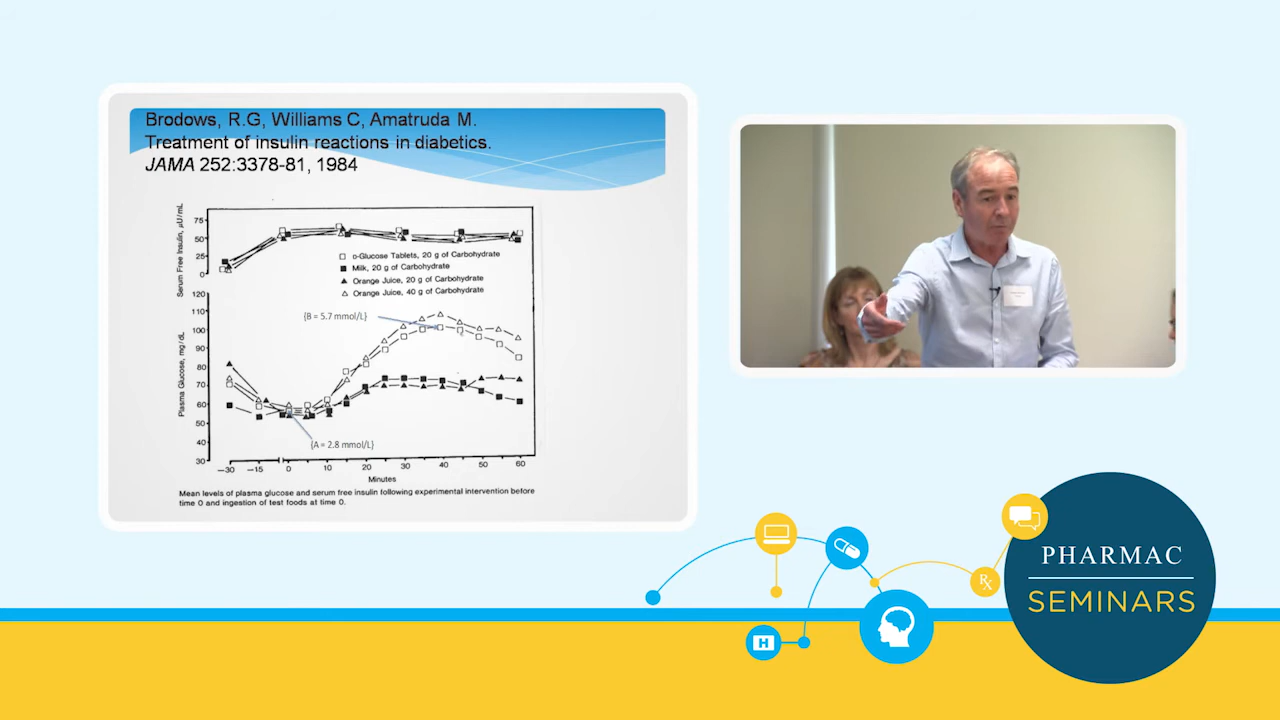 Brodows, R.G, Williams C, Amatruda M.
Treatment of insulin reactions in diabetics.
JAMA 252:3378-81, 1984
Serum Free Insulin, μU/mL
75
50
25
0
□ D-Glucose Tablets, 20 g of Carbohydrate
■ Milk, 20 g of Carbohydrate
▲ Orange Juice, 20 g of Carbohydrate
△ Orange Juice, 40 g of Carbohydrate
Plasma Glucose, mg/dL
120
110
100
90
80
70
60
50
40
30
{B = 5.7 mmol/L}
{A = 2.8 mmol/L}
−30 −15 0 10 20 30 40 50 60
Minutes
Mean levels of plasma glucose and serum free insulin following experimental intervention before
time 0 and ingestion of test foods at time 0.
PHARMAC
SEMINARS
Rx
H